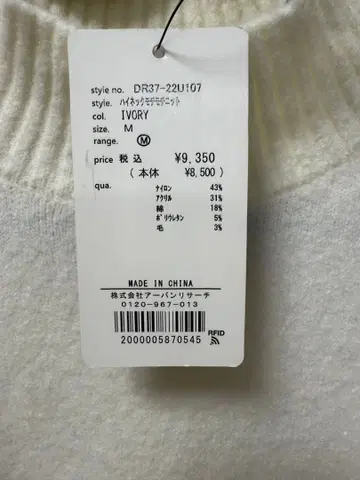 style no. DR37-22U107
style. ハイネックモチモチニット
col. IVORY
size. M
range. M
price 税込 ¥9,350
( 本体 ¥8,500 )
qua. ナイロン 43%
アクリル 31%
綿 18%
ポリウレタン 5%
毛 3%
MADE IN CHINA
株式会社アーバンリサーチ
0120-967-013
RFID
2000005870545